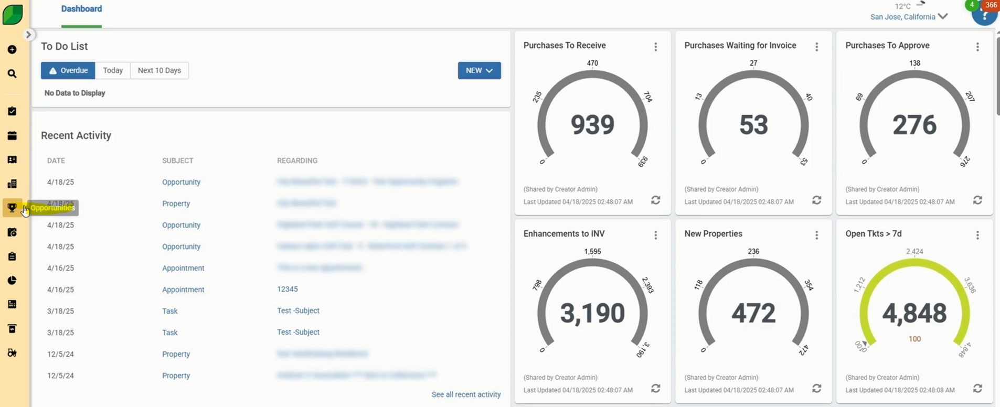 Dashboard
12°C
San Jose, California
4
366
?
To Do List
Overdue
Today
Next 10 Days
NEW
No Data to Display
Recent Activity
DATE SUBJECT REGARDING
4/18/25 Opportunity
4/18/25 Property
Opportunities
4/18/25 Opportunity
4/18/25 Opportunity
4/16/25 Appointment
4/16/25 Appointment 12345
3/18/25 Task Test -Subject
3/18/25 Task Test -Subject
12/5/24 Property
12/5/24 Property
See all recent activity
Purchases To Receive
470
235
704
939
0
939
(Shared by Creator Admin)
Last Updated 04/18/2025 02:48:07 AM
Purchases Waiting for Invoice
27
13
40
53
0
53
(Shared by Creator Admin)
Last Updated 04/18/2025 02:48:07 AM
Purchases To Approve
138
69
207
276
0
276
(Shared by Creator Admin)
Last Updated 04/18/2025 02:48:07 AM
Enhancements to INV
1,595
798
2,393
3,190
0
3,190
(Shared by Creator Admin)
Last Updated 04/18/2025 02:48:07 AM
New Properties
236
118
354
472
0
472
(Shared by Creator Admin)
Last Updated 04/18/2025 02:48:07 AM
Open Tkts > 7d
2,424
1,212
3,636
4,848
100
4,848
(Shared by Creator Admin)
Last Updated 04/18/2025 02:48:08 AM